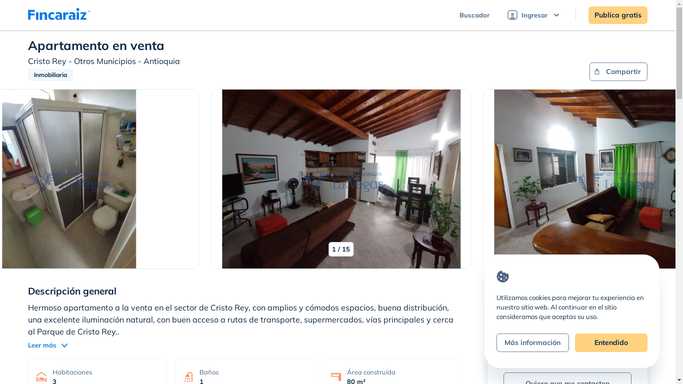 Fincaraiz
Buscador
Ingresar
Publica gratis
Apartamento en venta
Cristo Rey - Otros Municipios - Antioquia
Inmobiliaria
Compartir
1 / 15
Descripción general
Hermoso apartamento a la venta en el sector de Cristo Rey, con amplios y cómodos espacios, buena distribución,
una excelente iluminación natural, con buen acceso a rutas de transporte, supermercados, vías principales y cerca
al Parque de Cristo Rey..
Leer más
Habitaciones
3
Baños
1
Área construida
80 m²
Utilizamos cookies para mejorar tu experiencia en
nuestro sitio web. Al continuar en el sitio
consideramos que aceptas su uso.
Más información
Entendido
Quiero que me contacten